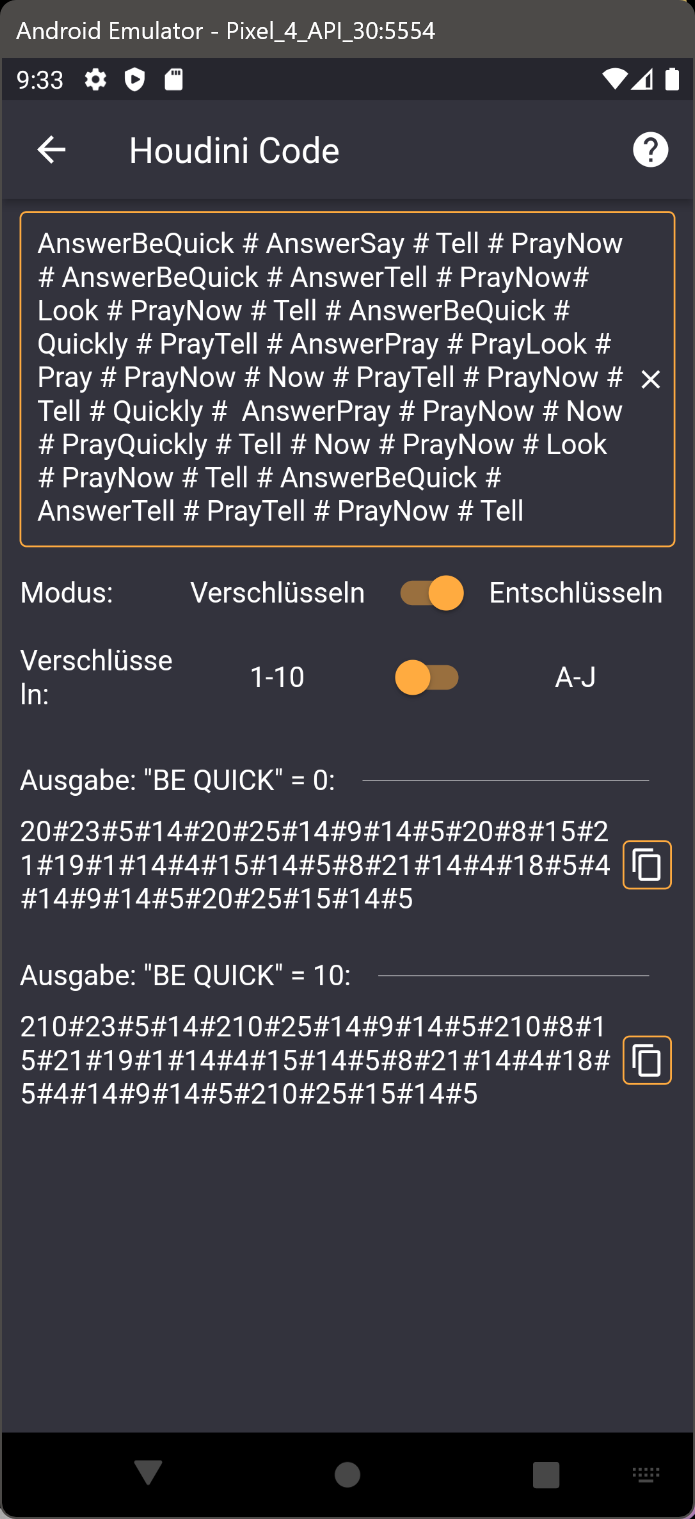 Android Emulator - Pixel_4_API_30:5554
9:33
Houdini Code
AnswerBeQuick # AnswerSay # Tell # PrayNow
# AnswerBeQuick # AnswerTell # PrayNow#
Look # PrayNow # Tell # AnswerBeQuick #
Quickly # PrayTell # AnswerPray # PrayLook #
Pray # PrayNow # Now # PrayTell # PrayNow #
Tell # Quickly #  AnswerPray # PrayNow # Now
# PrayQuickly # Tell # Now # PrayNow # Look
# PrayNow # Tell # AnswerBeQuick #
AnswerTell # PrayTell # PrayNow # Tell
Modus: Verschlüsseln Entschlüsseln
Verschlüsse
ln: 1-10 A-J
Ausgabe: "BE QUICK" = 0:
20#23#5#14#20#25#14#9#14#5#20#8#15#2
1#19#1#14#4#15#14#5#8#21#14#4#18#5#4
#14#9#14#5#20#25#15#14#5
Ausgabe: "BE QUICK" = 10:
210#23#5#14#210#25#14#9#14#5#210#8#1
5#21#19#1#14#4#15#14#5#8#21#14#4#18#
5#4#14#9#14#5#210#25#15#14#5